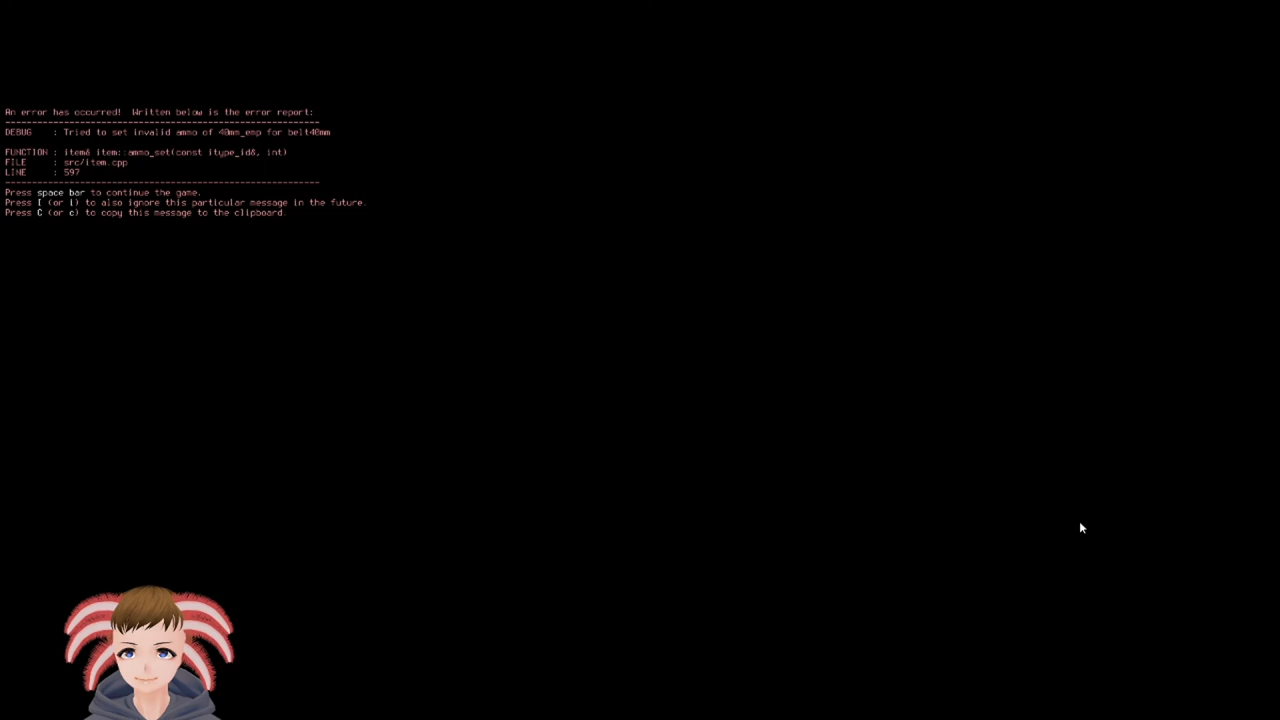 An error has occurred!  Written below is the error report:
------------------------------------------------------------
DEBUG    : Tried to set invalid ammo of 40mm_emp for belt40mm
FUNCTION : item& item::ammo_set(const itype_id&, int)
FILE     : src/item.cpp
LINE     : 597
------------------------------------------------------------
Press space bar to continue the game.
Press I (or i) to also ignore this particular message in the future.
Press C (or c) to copy this message to the clipboard.